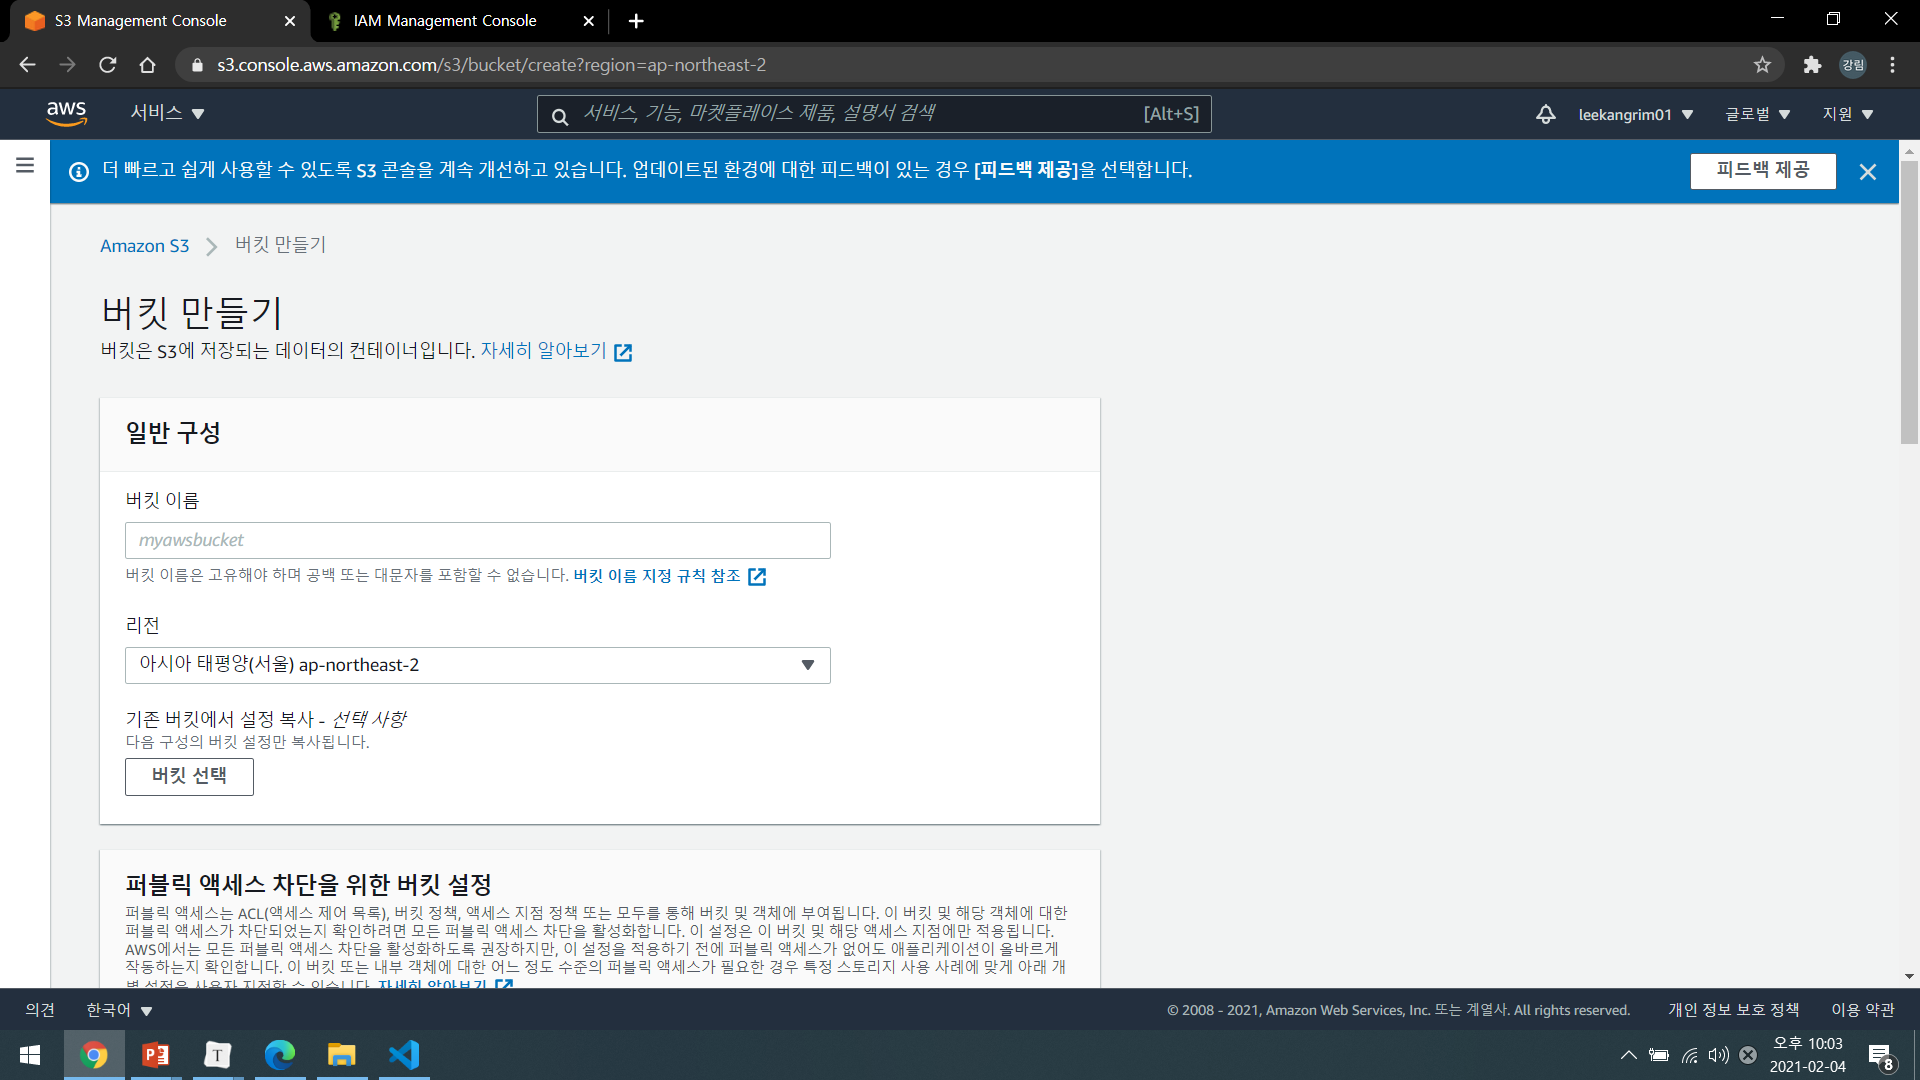 S3 Management Console
IAM Management Console
s3.console.aws.amazon.com/s3/bucket/create?region=ap-northeast-2
강림
aws
서비스
서비스, 기능, 마켓플레이스 제품, 설명서 검색
[Alt+S]
leekangrim01
글로벌
지원
더 빠르고 쉽게 사용할 수 있도록 S3 콘솔을 계속 개선하고 있습니다. 업데이트된 환경에 대한 피드백이 있는 경우 [피드백 제공]을 선택합니다.
피드백 제공
Amazon S3
버킷 만들기
버킷 만들기
버킷은 S3에 저장되는 데이터의 컨테이너입니다. 자세히 알아보기
일반 구성
버킷 이름
myawsbucket
버킷 이름은 고유해야 하며 공백 또는 대문자를 포함할 수 없습니다. 버킷 이름 지정 규칙 참조
리전
아시아 태평양(서울) ap-northeast-2
기존 버킷에서 설정 복사 - 선택 사항
다음 구성의 버킷 설정만 복사됩니다.
버킷 선택
퍼블릭 액세스 차단을 위한 버킷 설정
퍼블릭 액세스는 ACL(액세스 제어 목록), 버킷 정책, 액세스 지점 정책 또는 모두를 통해 버킷 및 객체에 부여됩니다. 이 버킷 및 해당 객체에 대한
퍼블릭 액세스가 차단되었는지 확인하려면 모든 퍼블릭 액세스 차단을 활성화합니다. 이 설정은 이 버킷 및 해당 액세스 지점에만 적용됩니다.
AWS에서는 모든 퍼블릭 액세스 차단을 활성화하도록 권장하지만, 이 설정을 적용하기 전에 퍼블릭 액세스가 없어도 애플리케이션이 올바르게
작동하는지 확인합니다. 이 버킷 또는 내부 객체에 대한 어느 정도 수준의 퍼블릭 액세스가 필요한 경우 특정 스토리지 사용 사례에 맞게 아래 개
별 설정을 사용자 지정할 수 있습니다. 자세히 알아보기
의견
한국어
© 2008 - 2021, Amazon Web Services, Inc. 또는 계열사. All rights reserved.
개인 정보 보호 정책
이용 약관
오후 10:03
2021-02-04
8